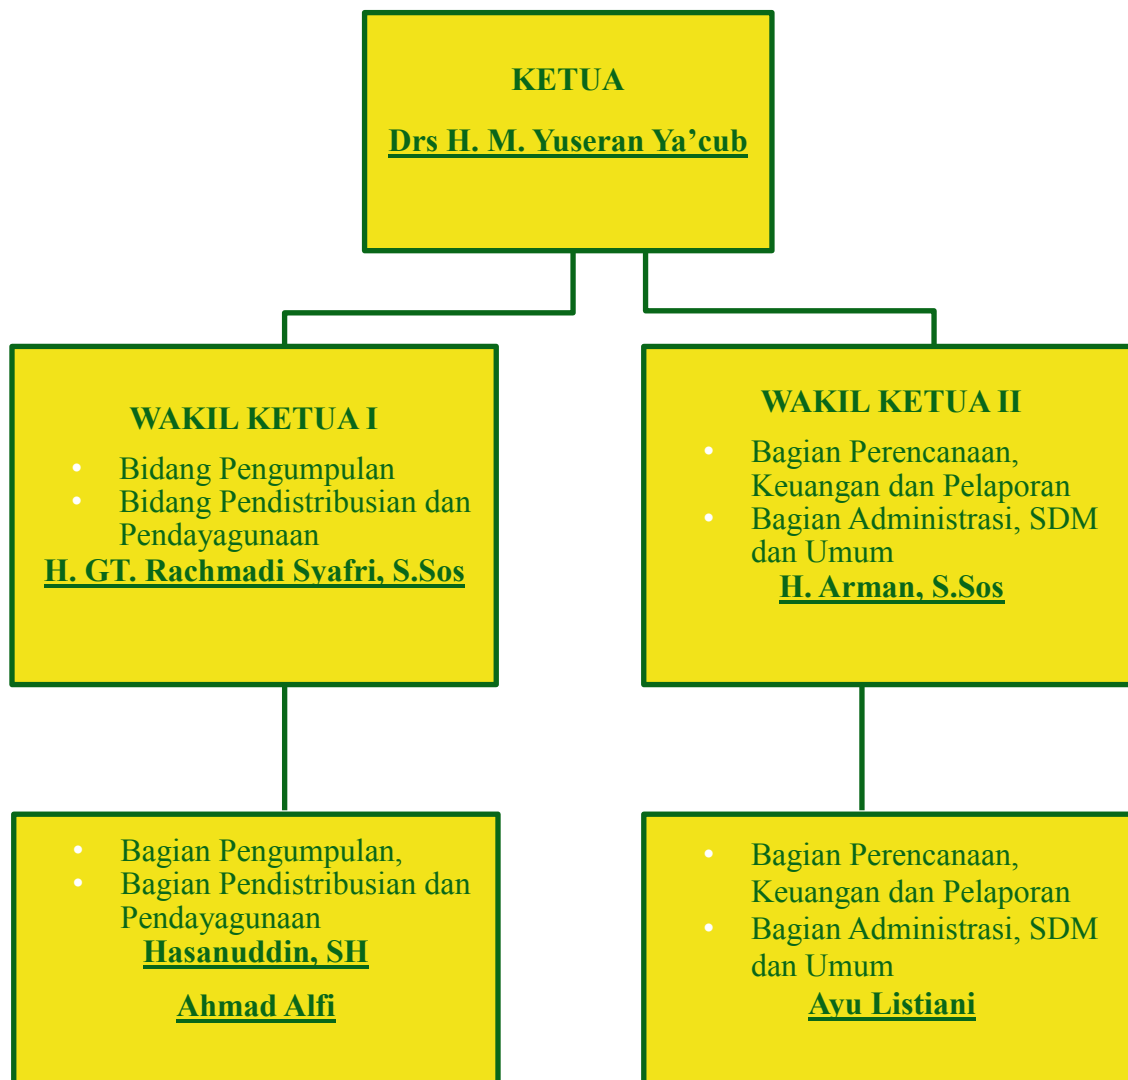 KETUA
Drs H. M. Yuseran Ya’cub
WAKIL KETUA I
• Bidang Pengumpulan
• Bidang Pendistribusian dan
Pendayagunaan
H. GT. Rachmadi Syafri, S.Sos
WAKIL KETUA II
• Bagian Perencanaan,
Keuangan dan Pelaporan
• Bagian Administrasi, SDM
dan Umum
H. Arman, S.Sos
• Bagian Pengumpulan,
• Bagian Pendistribusian dan
Pendayagunaan
Hasanuddin, SH
Ahmad Alfi
• Bagian Perencanaan,
Keuangan dan Pelaporan
• Bagian Administrasi, SDM
dan Umum
Ayu Listiani